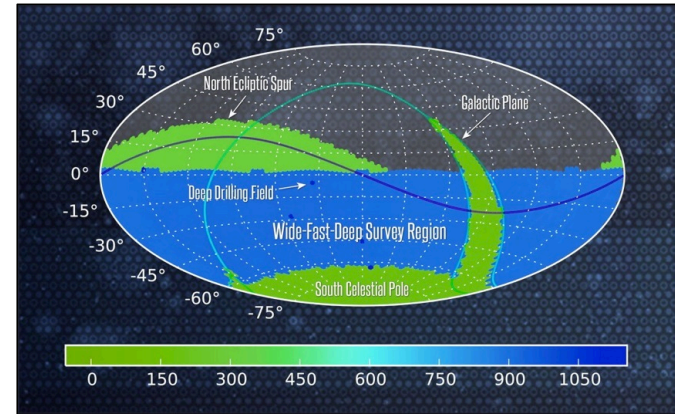 75°
60°
45°
North Ecliptic Spur
Galactic Plane
30°
15°
0°
Deep Drilling Field
-15°
Wide-Fast-Deep Survey Region
-30°
-45°
South Celestial Pole
-60°
-75°
0 150 300 450 600 750 900 1050